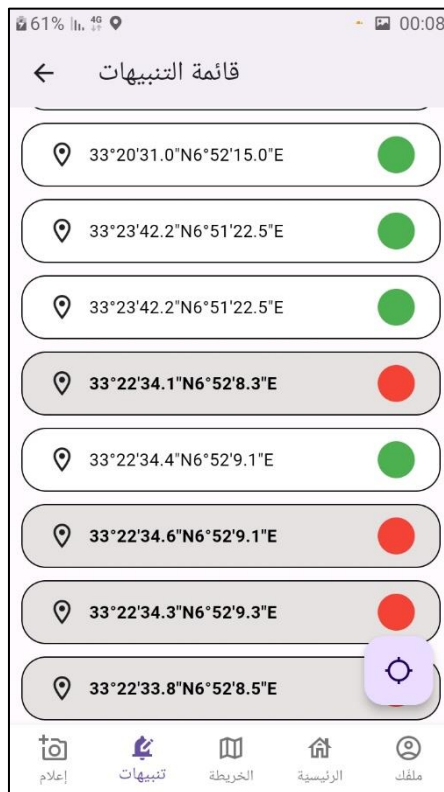 61% 4G 00:08
قائمة التنبيهات
33°20'31.0"N6°52'15.0"E
33°23'42.2"N6°51'22.5"E
33°23'42.2"N6°51'22.5"E
33°22'34.1"N6°52'8.3"E
33°22'34.4"N6°52'9.1"E
33°22'34.6"N6°52'9.1"E
33°22'34.3"N6°52'9.3"E
33°22'33.8"N6°52'8.5"E
ملفك الرئيسية الخريطة تنبيهات إعلام